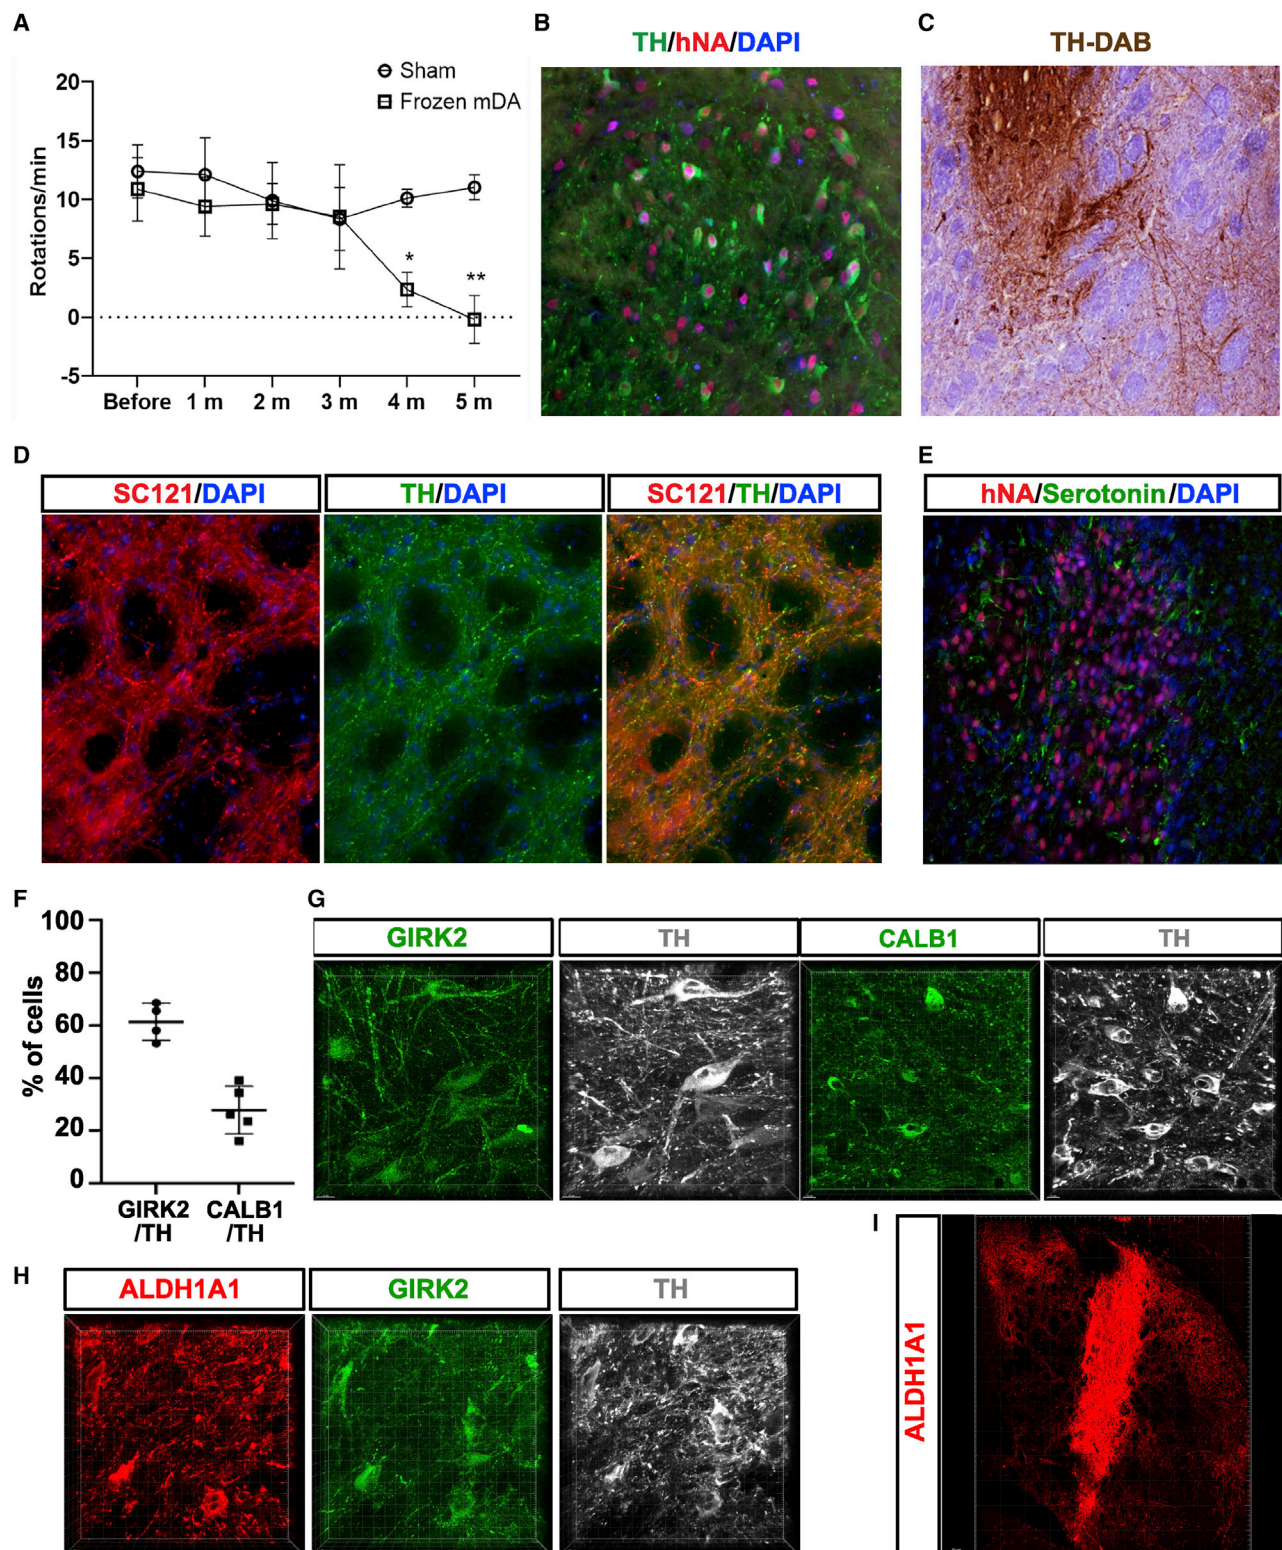 A
Sham
Frozen mDA
Rotations/min
20
15
10
5
0
-5
*
**
Before 1 m 2 m 3 m 4 m 5 m
B
TH/hNA/DAPI
C
TH-DAB
D
SC121/DAPI
TH/DAPI
SC121/TH/DAPI
E
hNA/Serotonin/DAPI
F
% of cells
100
80
60
40
20
0
GIRK2 CALB1
/TH /TH
G
GIRK2
TH
CALB1
TH
H
ALDH1A1
GIRK2
TH
I
ALDH1A1